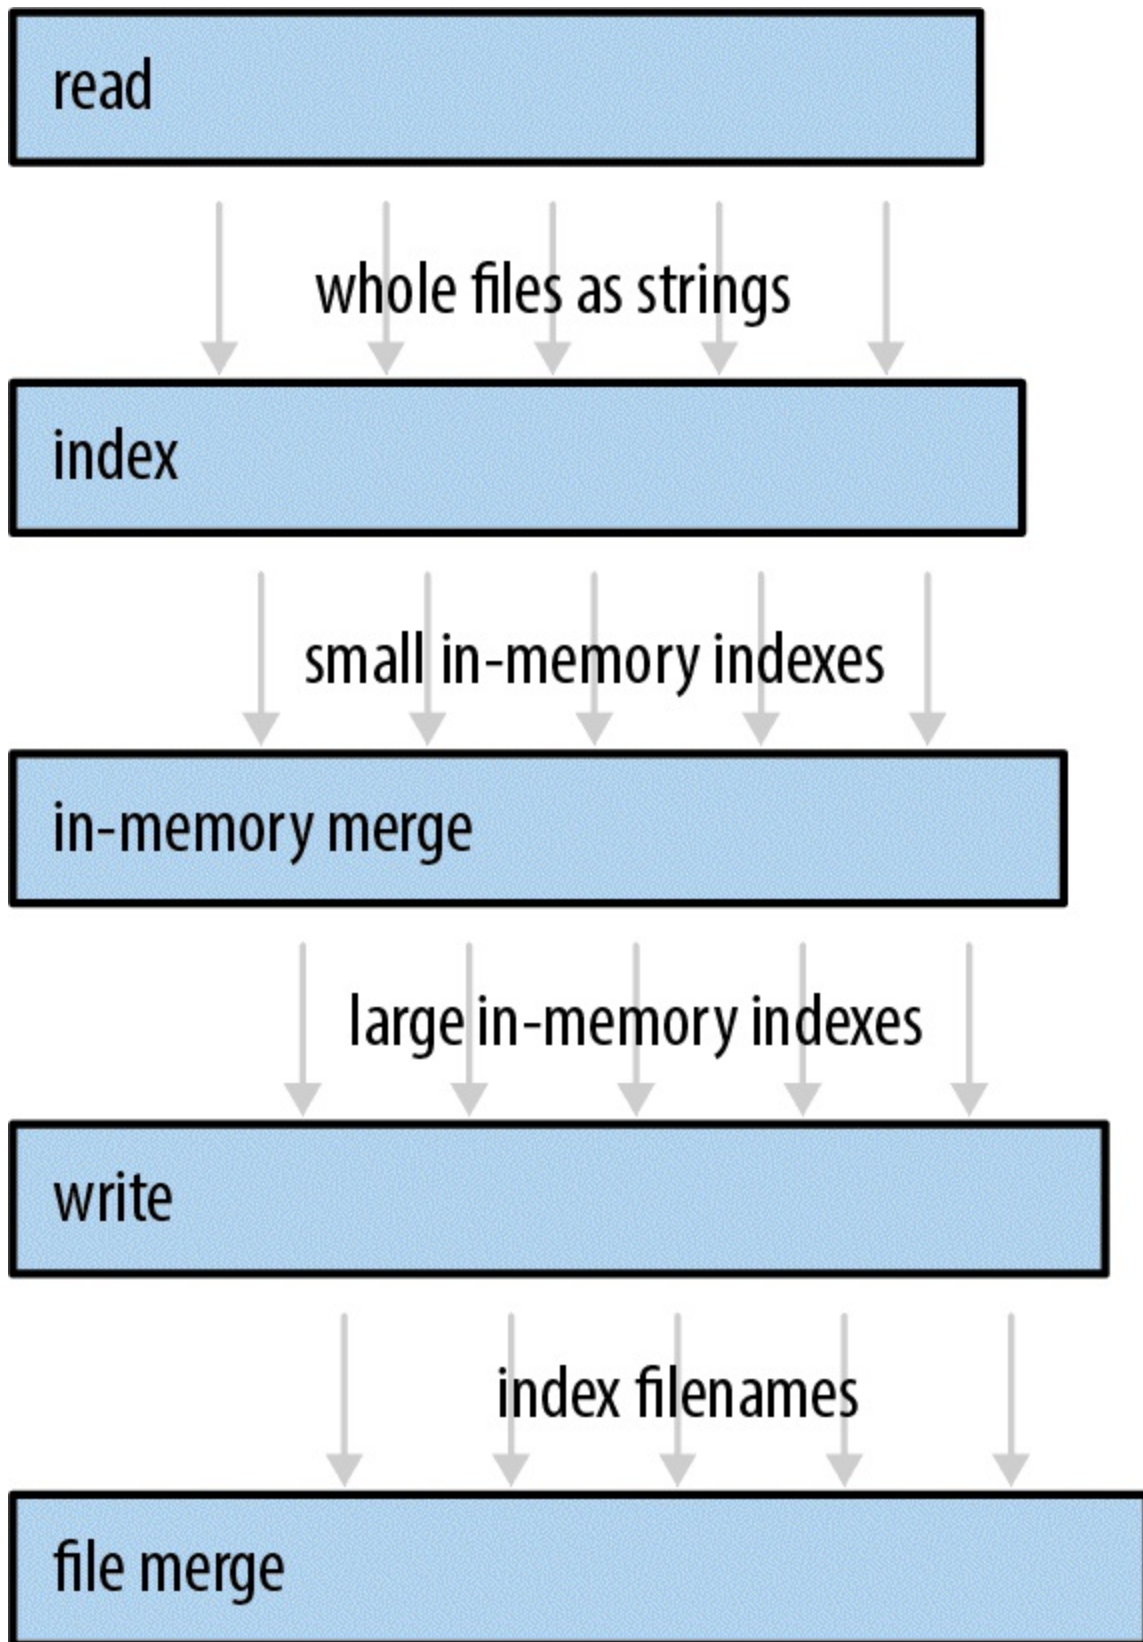 read
whole files as strings
index
small in-memory indexes
in-memory merge
large in-memory indexes
write
index filenames
file merge